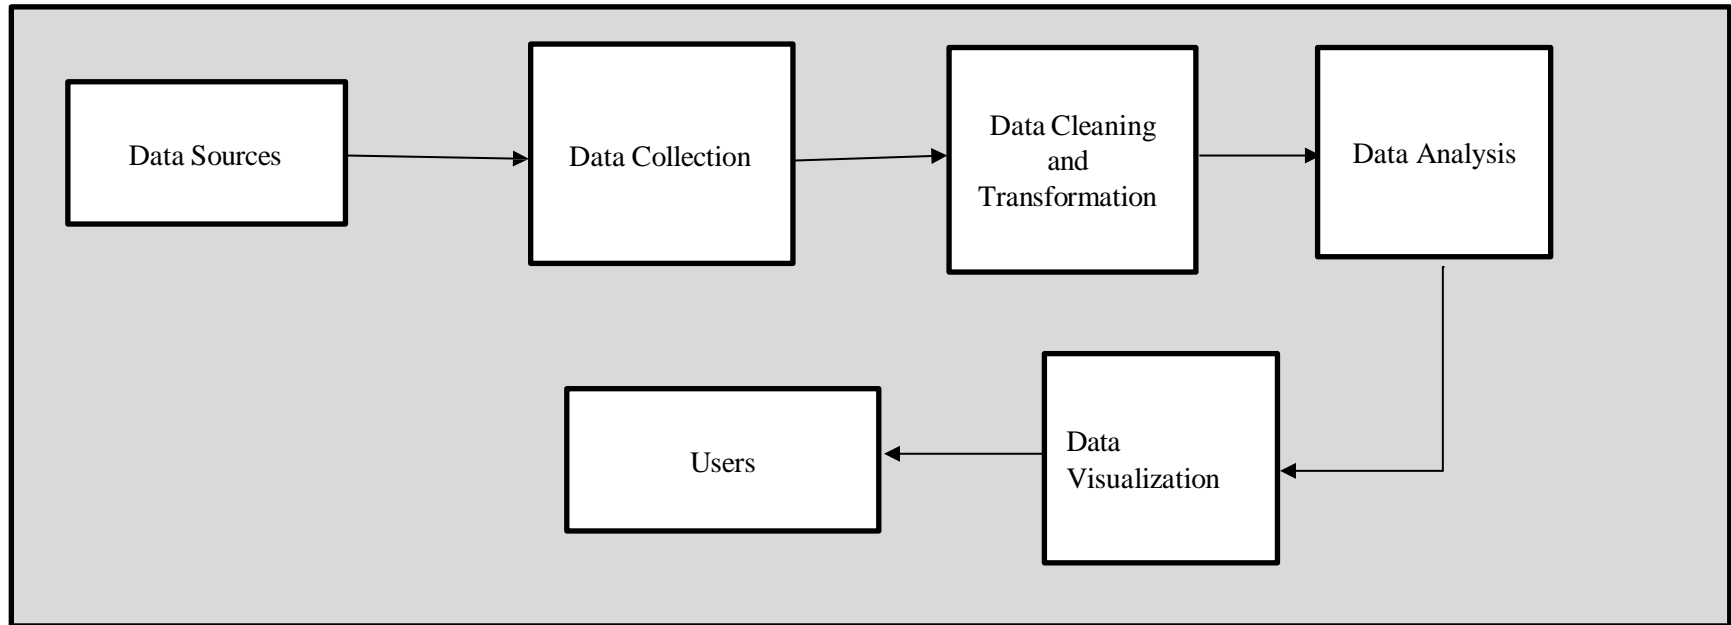 Data Sources
Data Collection
Data Cleaning
and
Transformation
Data Analysis
Data
Visualization
Users